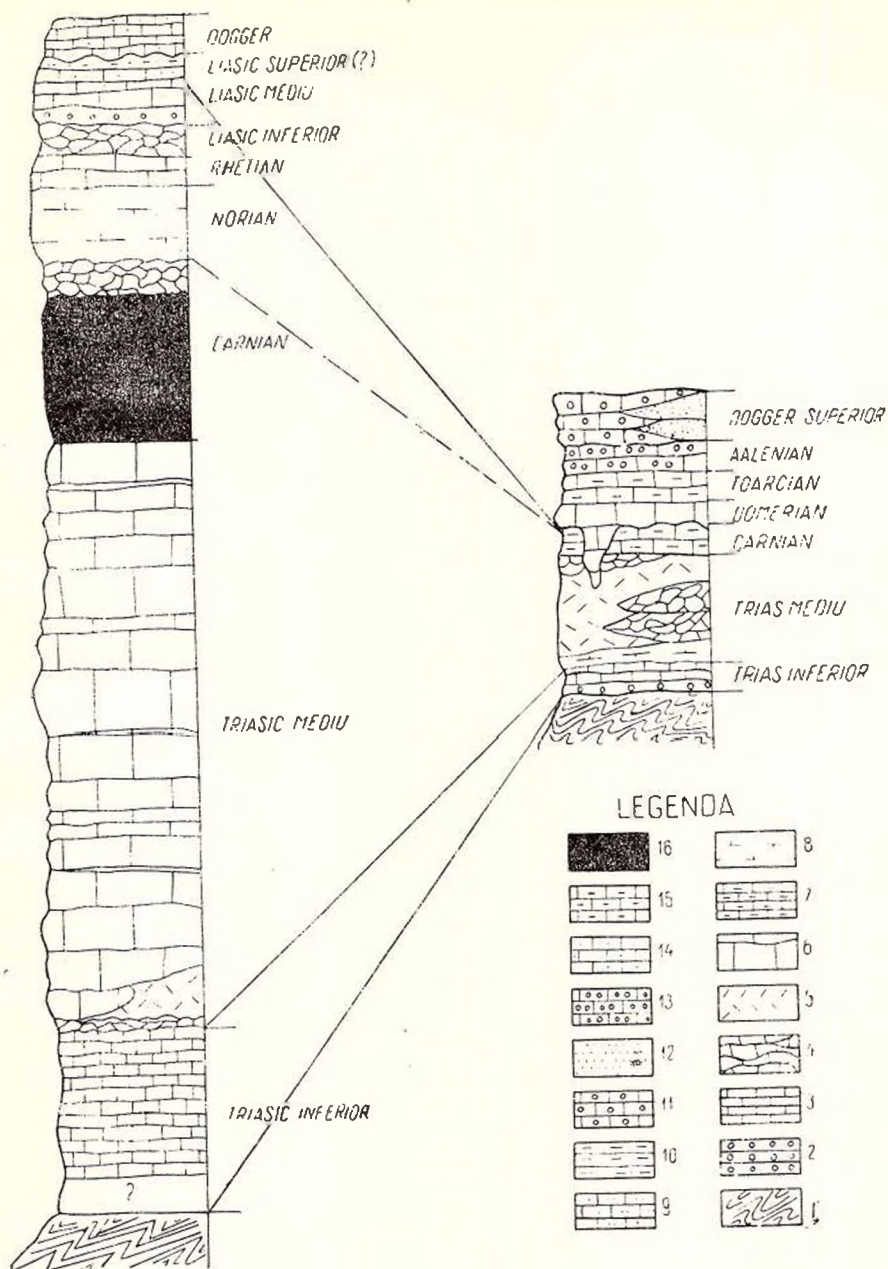 DOGGER
LIASIC SUPERIOR (?)
LIASIC MEDIU
LIASIC INFERIOR
RHETIAN
NORIAN
CARNIAN
TRIASIC MEDIU
TRIASIC INFERIOR
?
DOGGER SUPERIOR
AALENIAN
TOARCIAN
DOMERIAN
CARNIAN
TRIAS MEDIU
TRIAS INFERIOR
LEGENDA
16 8
15 7
14 6
13 5
12 4
11 3
10 2
9 1